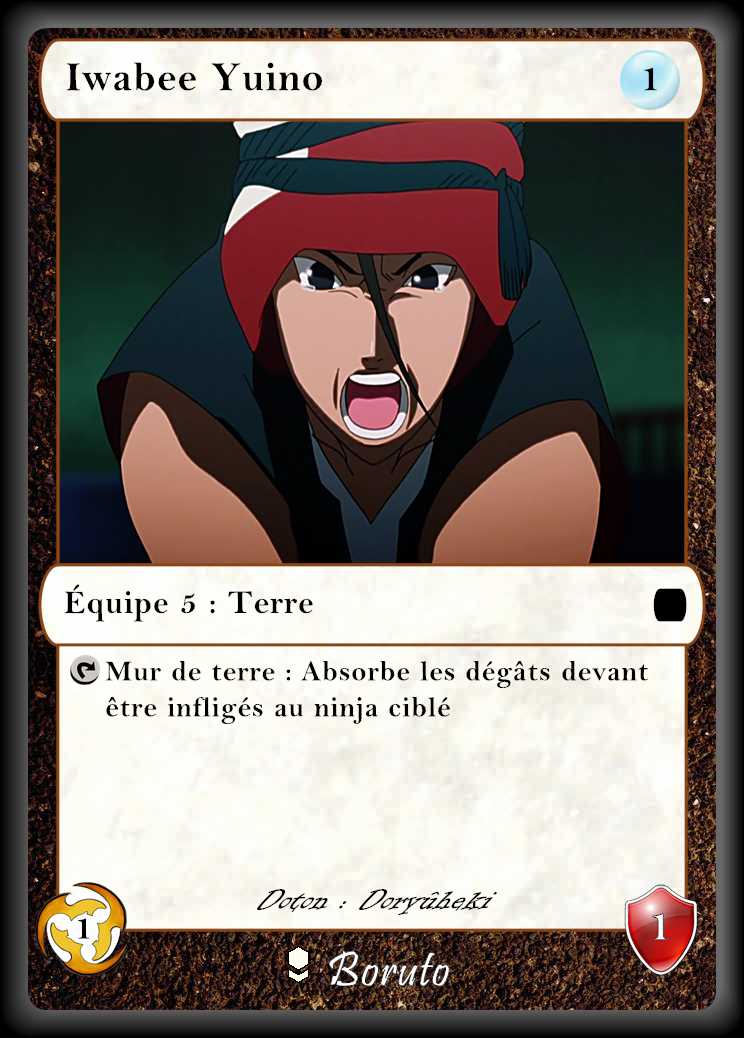 Iwabee Yuino
1
Équipe 5 : Terre
Mur de terre : Absorbe les dégâts devant
être infligés au ninja ciblé
Doton : Doryûheki
1
1
Boruto